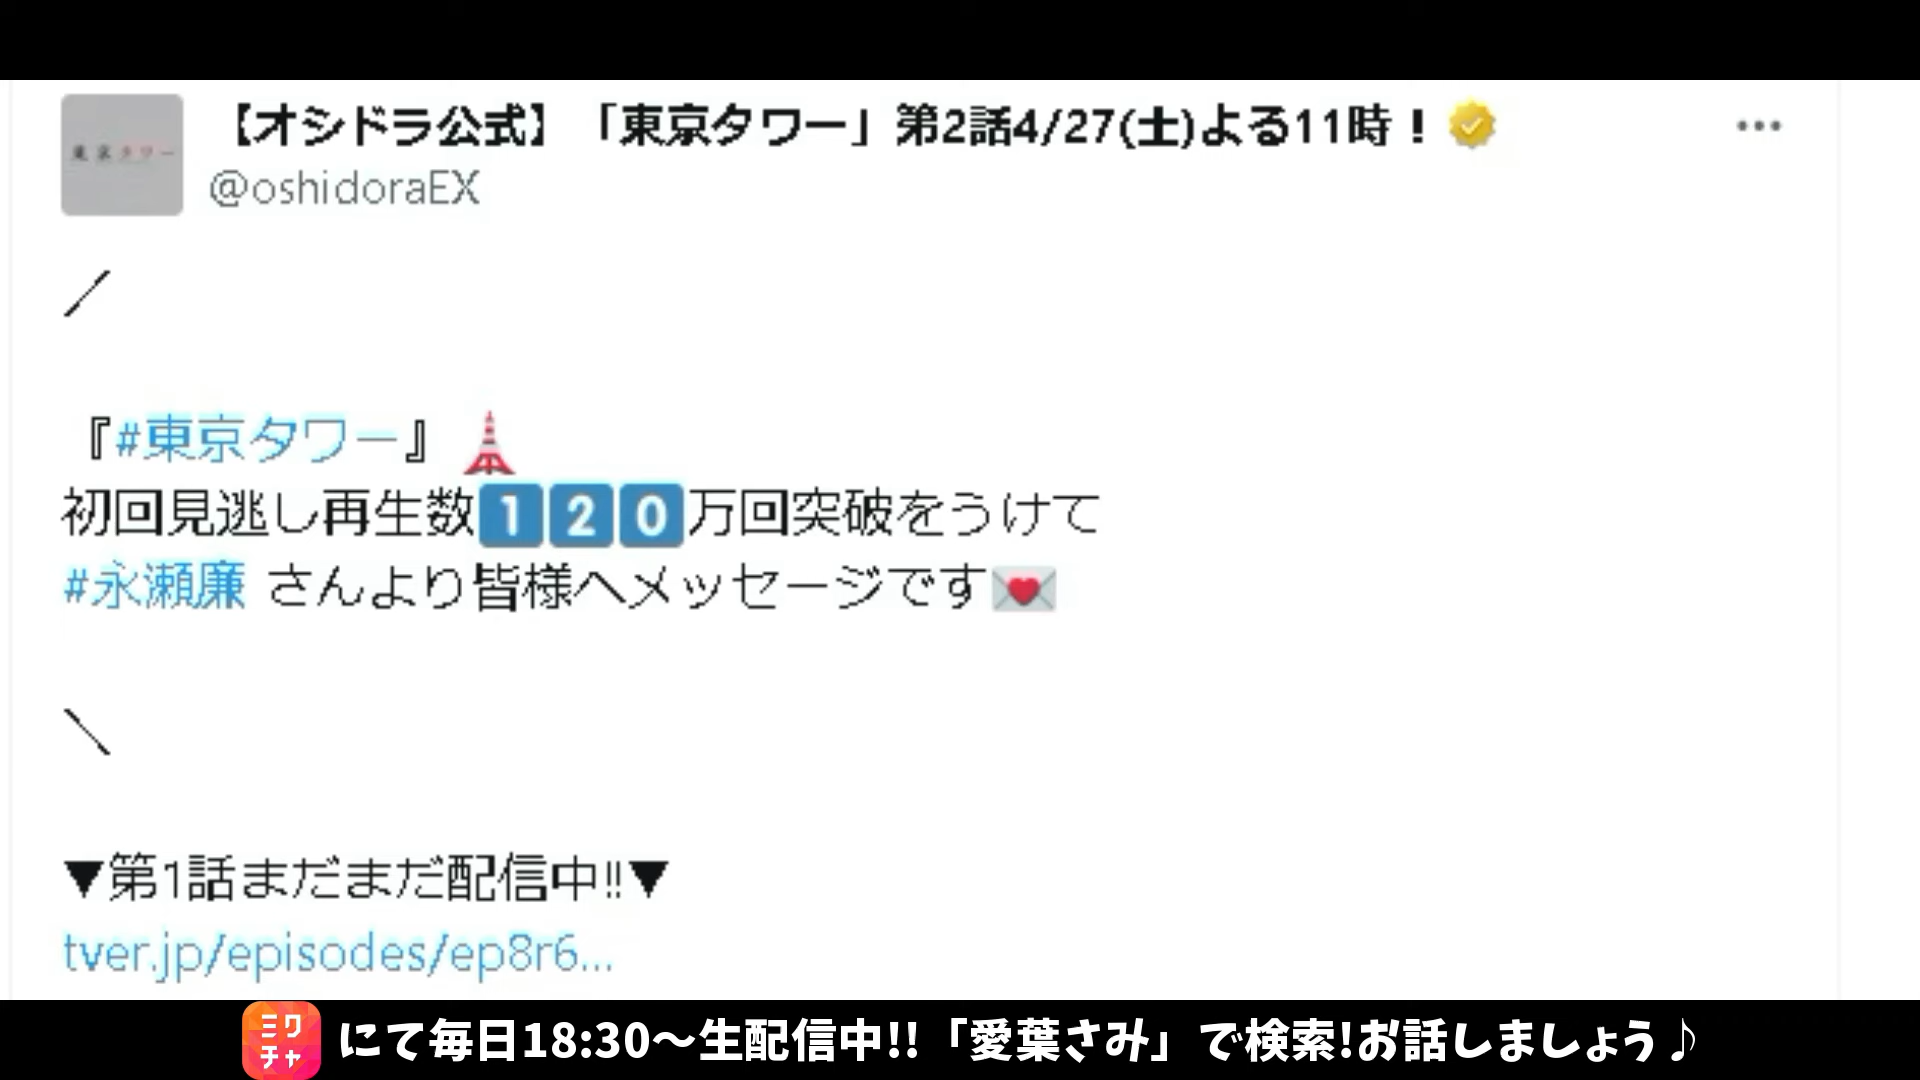 東京タワー
【オシドラ公式】「東京タワー」第2話4/27(土)よる11時！
@oshidoraEX
／
『#東京タワー』🗼
初回見逃し再生数1️⃣2️⃣0️⃣万回突破をうけて
#永瀬廉 さんより皆様へメッセージです💌
＼
▼第1話まだまだ配信中‼▼
tver.jp/episodes/ep8r6...
ミクチャ にて毎日18:30～生配信中!!「愛葉さみ」で検索!お話しましょう♪